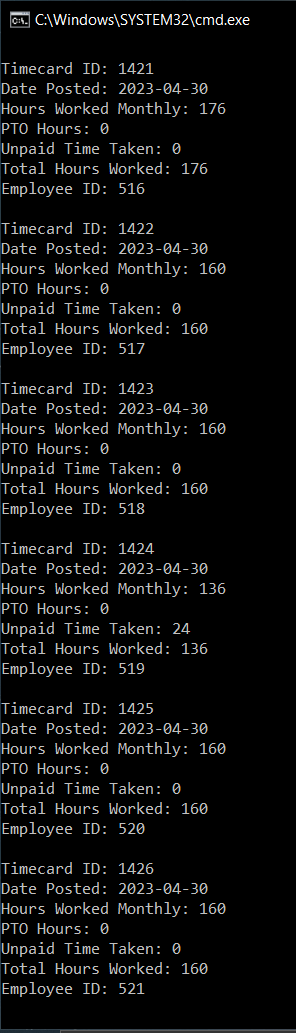 C:\Windows\SYSTEM32\cmd.exe
Timecard ID: 1421
Date Posted: 2023-04-30
Hours Worked Monthly: 176
PTO Hours: 0
Unpaid Time Taken: 0
Total Hours Worked: 176
Employee ID: 516
Timecard ID: 1422
Date Posted: 2023-04-30
Hours Worked Monthly: 160
PTO Hours: 0
Unpaid Time Taken: 0
Total Hours Worked: 160
Employee ID: 517
Timecard ID: 1423
Date Posted: 2023-04-30
Hours Worked Monthly: 160
PTO Hours: 0
Unpaid Time Taken: 0
Total Hours Worked: 160
Employee ID: 518
Timecard ID: 1424
Date Posted: 2023-04-30
Hours Worked Monthly: 136
PTO Hours: 0
Unpaid Time Taken: 24
Total Hours Worked: 136
Employee ID: 519
Timecard ID: 1425
Date Posted: 2023-04-30
Hours Worked Monthly: 160
PTO Hours: 0
Unpaid Time Taken: 0
Total Hours Worked: 160
Employee ID: 520
Timecard ID: 1426
Date Posted: 2023-04-30
Hours Worked Monthly: 160
PTO Hours: 0
Unpaid Time Taken: 0
Total Hours Worked: 160
Employee ID: 521